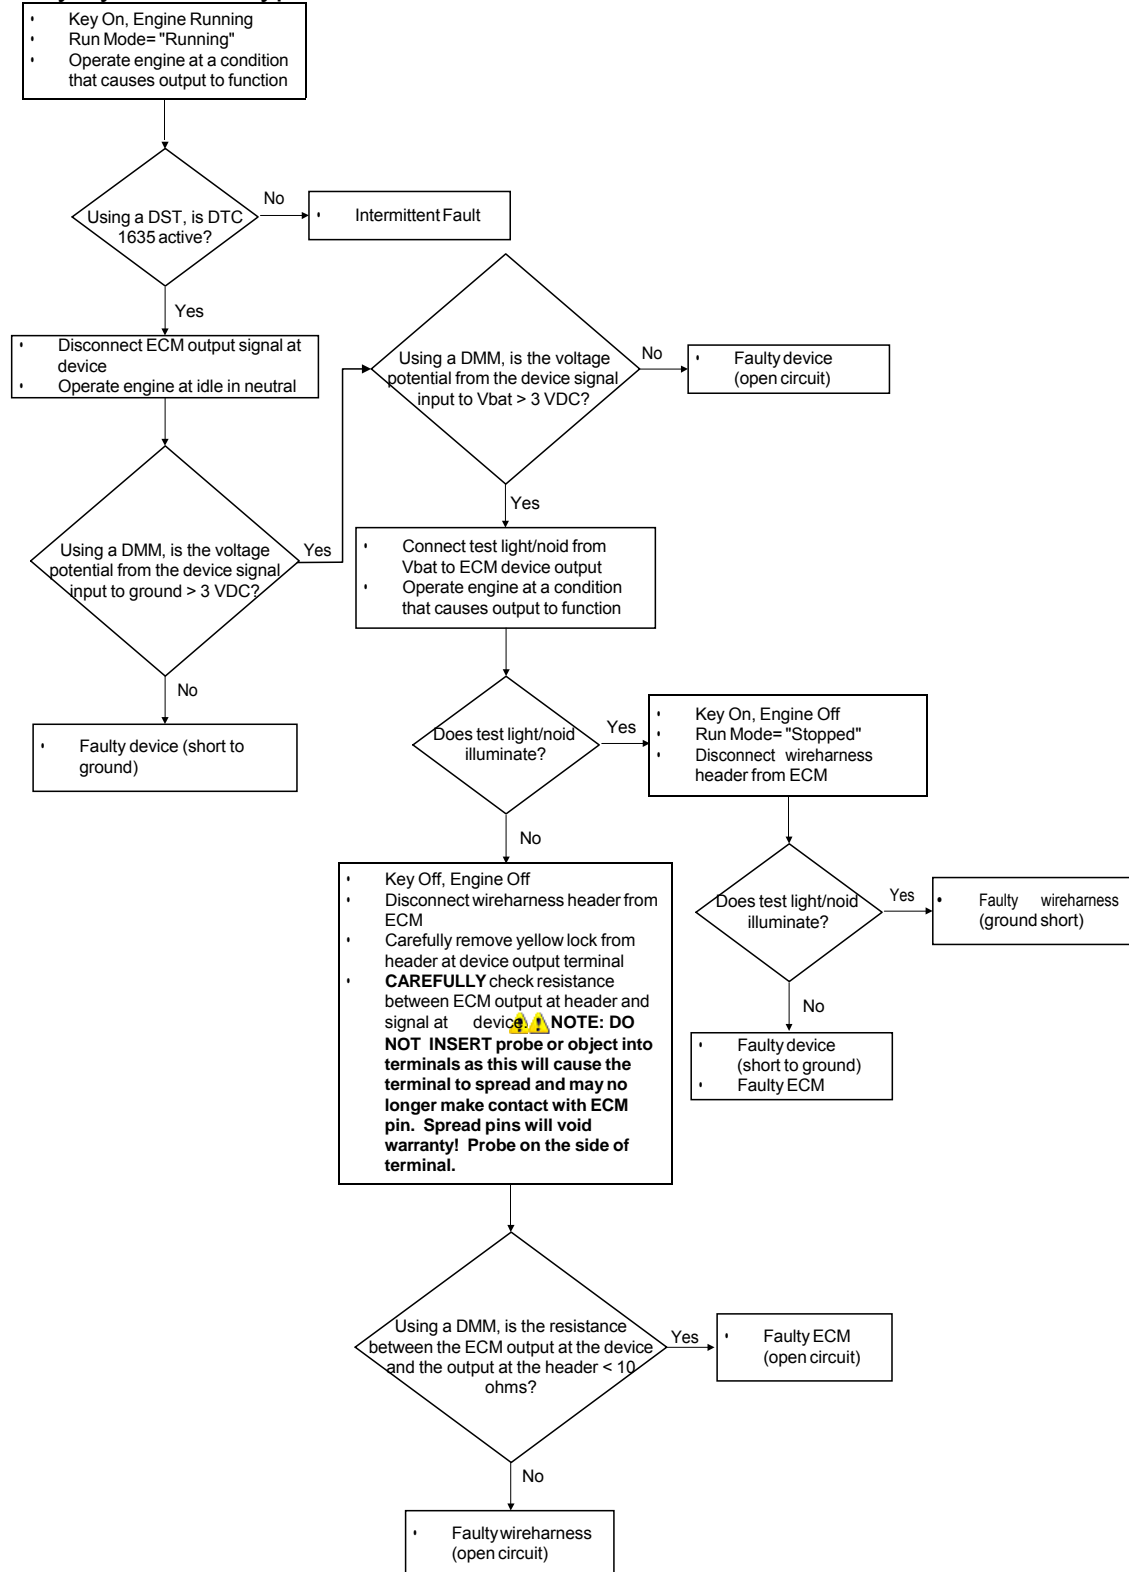 • Key On, Engine Running
• Run Mode= "Running"
• Operate engine at a condition
that causes output to function
Using a DST, is DTC
1635 active?
No
• Intermittent Fault
Yes
• Disconnect ECM output signal at
device
• Operate engine at idle in neutral
Using a DMM, is the voltage
potential from the device signal
input to Vbat > 3 VDC?
No
• Faulty device
(open circuit)
Using a DMM, is the voltage
potential from the device signal
input to ground > 3 VDC?
Yes
Yes
• Connect test light/noid from
Vbat to ECM device output
• Operate engine at a condition
that causes output to function
No
• Faulty device (short to
ground)
Does test light/noid
illuminate?
Yes
• Key On, Engine Off
• Run Mode= "Stopped"
• Disconnect wireharness
header from ECM
No
• Key Off, Engine Off
• Disconnect wireharness header from
ECM
• Carefully remove yellow lock from
header at device output terminal
• CAREFULLY check resistance
between ECM output at header and
signal at device. NOTE: DO
NOT INSERT probe or object into
terminals as this will cause the
terminal to spread and may no
longer make contact with ECM
pin. Spread pins will void
warranty! Probe on the side of
terminal.
Does test light/noid
illuminate?
Yes
• Faulty wireharness
(ground short)
No
• Faulty device
(short to ground)
• Faulty ECM
Using a DMM, is the resistance
between the ECM output at the device
and the output at the header < 10
ohms?
Yes
• Faulty ECM
(open circuit)
No
• Faulty wireharness
(open circuit)